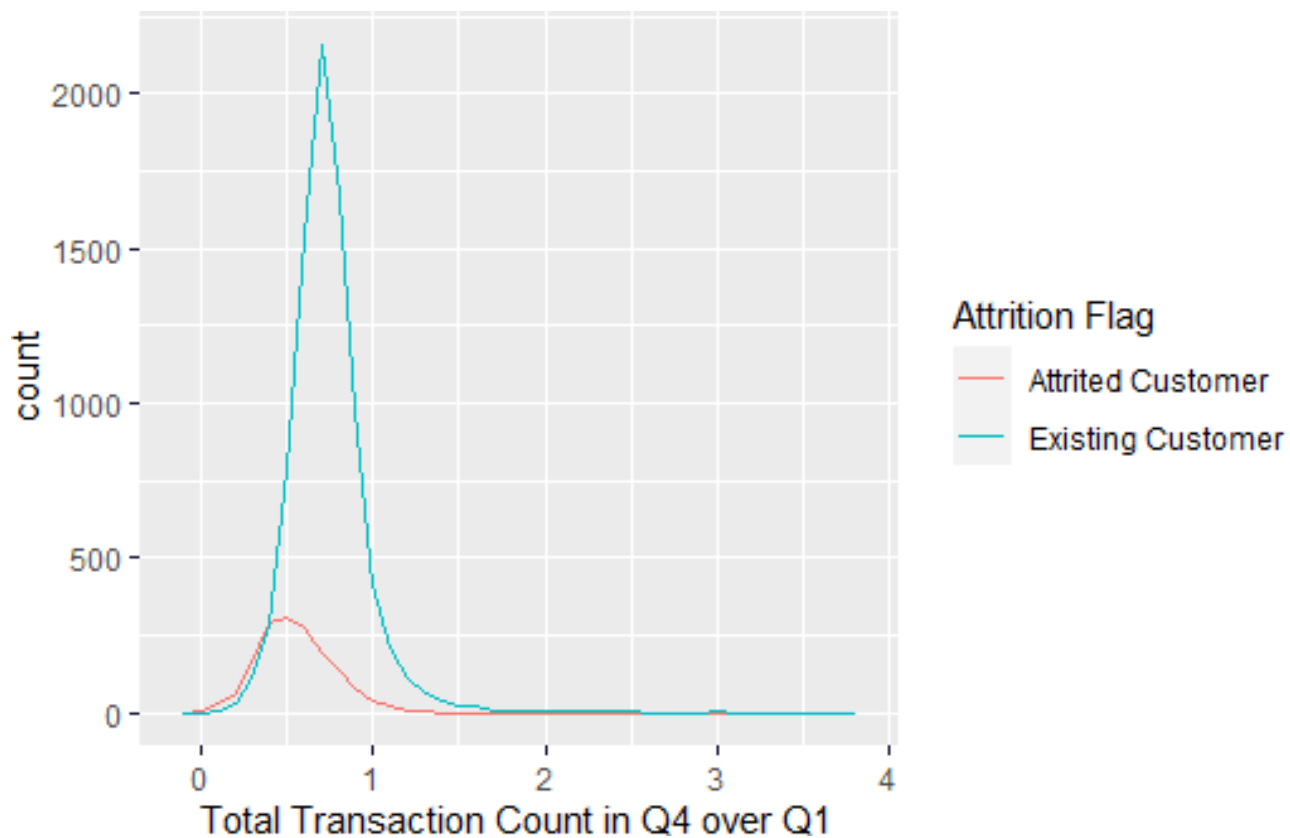 2000
1500
1000
500
0
count
0 1 2 3 4
Total Transaction Count in Q4 over Q1
Attrition Flag
Attrited Customer
Existing Customer